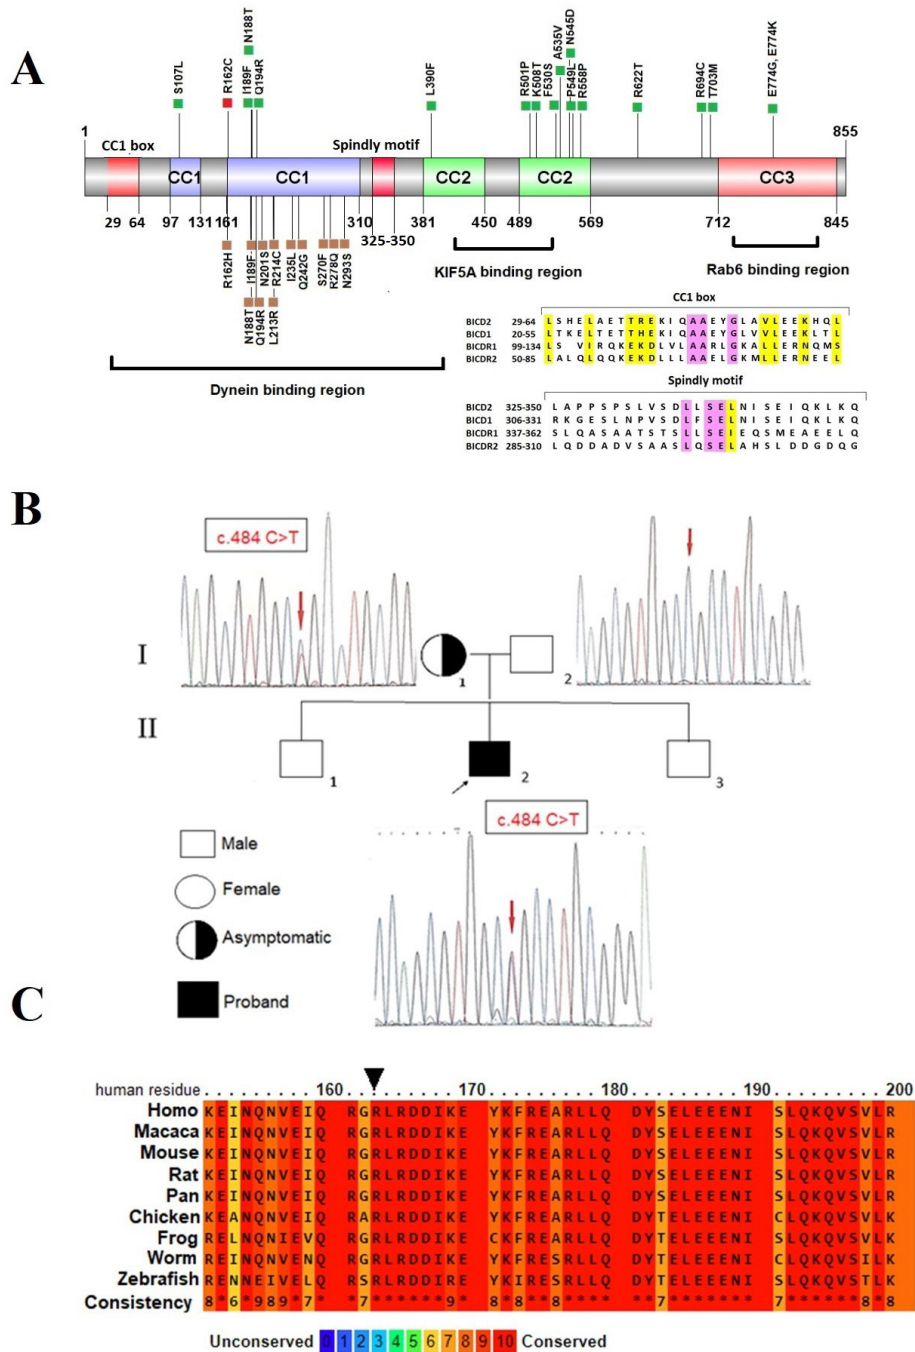 A
S107L
R162C
I189F
N188T
Q194R
L390F
R501P
K508T
F530S
A535V
N545D
P549L
R558P
R622T
R694C
T703M
E774G, E774K
1
CC1 box
Spindly motif
855
CC1
CC1
CC2
CC2
CC3
29
64
97
131
161
310
325-350
381
450
489
569
712
845
R162H
I189F
N201S
R214C
I235L
Q242G
S270F
R278Q
N293S
N188T
Q194R
L213R
KIF5A binding region
Rab6 binding region
Dynein binding region
CC1 box
BICD2 29-64 L S H E L A E T T R E K I Q A A E Y G L A V L E E K H Q L
BICD1 20-55 L T K E L T E T T H E K I Q A A E Y G L V V L E E K L T L
BICDR1 99-134 L S V I R Q K E K D L V L A A R L G K A L L E R N Q M S
BICDR2 50-85 L A L Q L Q Q K E K D L L L A A E L G K M L L E R N E E L
Spindly motif
BICD2 325-350 L A P P S P S L V S D L L S E L N I S E I Q K L K Q
BICD1 306-331 R K G E S L N P V S D L F S E L N I S E I Q K L K Q
BICDR1 337-362 S L Q A S A A T S T S L L S E I E Q S M E A E E L Q
BICDR2 285-310 L Q D D A D V S A A S L Q S E L A H S L D D G D Q G
B
c.484 C>T
I
1
2
II
1
2
3
c.484 C>T
Male
Female
Asymptomatic
Proband
C
human residue 160 170 180 190 200
Homo K E I N Q N V E I Q R G R L R D D I K E Y K F R E A R L L Q D Y S E L E E E N I S L Q K Q V S V L R
Macaca K E I N Q N V E I Q R G R L R D D I K E Y K F R E A R L L Q D Y S E L E E E N I S L Q K Q V S V L R
Mouse K E I N Q N V E I Q R G R L R D D I K E Y K F R E A R L L Q D Y S E L E E E N I S L Q K Q V S V L R
Rat K E I N Q N V E I Q R G R L R D D I K E Y K F R E A R L L Q D Y S E L E E E N I S L Q K Q V S V L R
Pan K E I N Q N V E I Q R G R L R D D I K E Y K F R E A R L L Q D Y S E L E E E N I S L Q K Q V S V L R
Chicken K E A N Q N V E I Q R A R L R D D I K E Y K F R E A R L L Q D Y T E L E E E N I C L Q K Q V S V L K
Frog R E L N Q N I E V Q R G R L R D D I K E C K F R E A R L L Q D Y T E L E E E N I S L Q K Q V S V L K
Worm R E I N Q N V E N Q R G R L R D D I K E Y K F R E S R L L Q D Y T E L E E E N I C L Q K Q V S I L K
Zebrafish R E N N E I V E L Q R S R L R D D I R E Y K I R E S R L L Q D Y T E L E E E N I S L Q K Q V S T L K
Consistency 8 * 6 * 9 8 9 * 7 * * 7 * * * * * * 9 * 8 * 8 * * 8 * * * * * * 7 * * * * * * * * 7 * * * * * * 8 * 8
Unconserved 0 1 2 3 4 5 6 7 8 9 10 Conserved